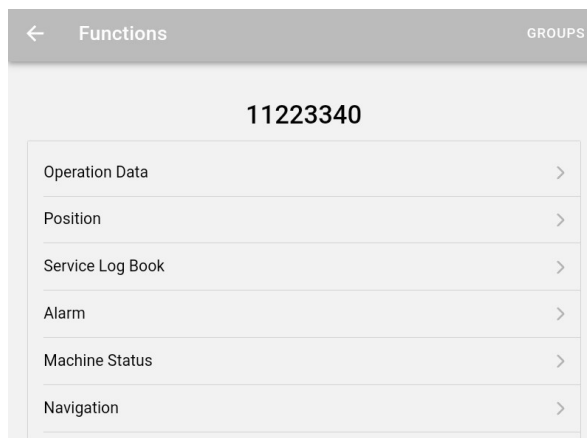 Functions
GROUPS
11223340
Operation Data
Position
Service Log Book
Alarm
Machine Status
Navigation